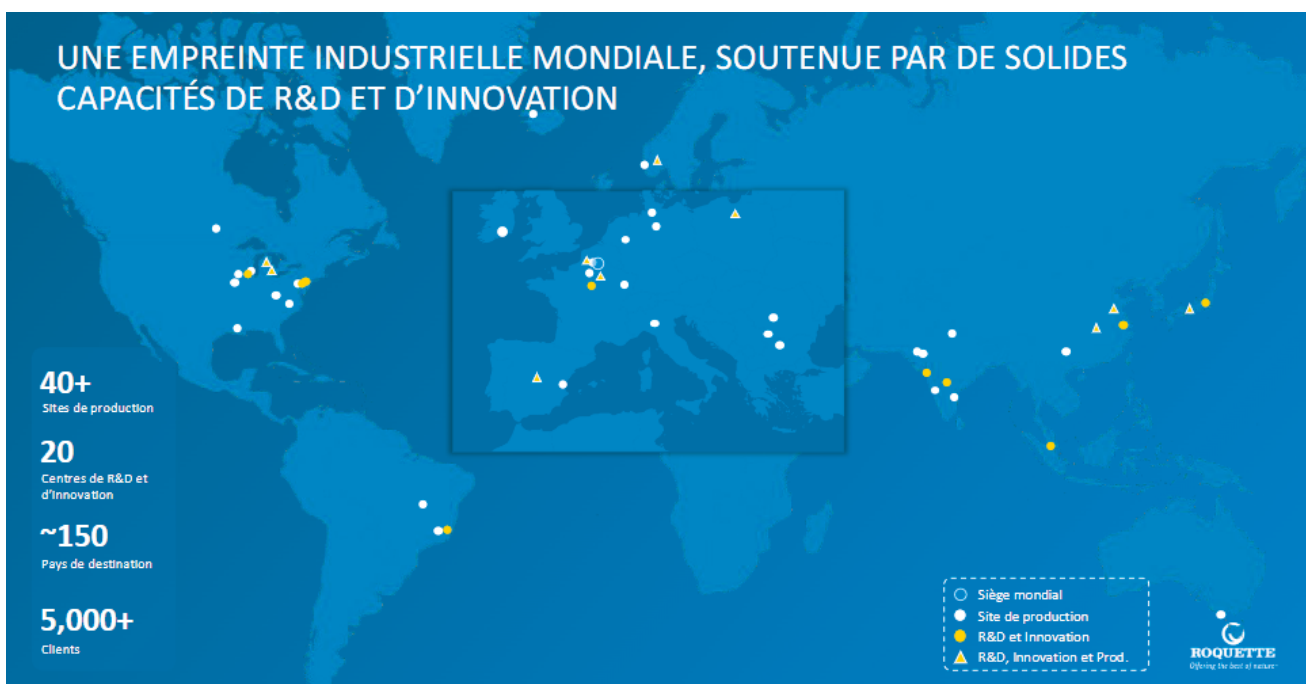 UNE EMPREINTE INDUSTRIELLE MONDIALE, SOUTENUE PAR DE SOLIDES
CAPACITÉS DE R&D ET D’INNOVATION
40+
Sites de production
20
Centres de R&D et
d’Innovation
~150
Pays de destination
5,000+
Clients
Siège mondial
Site de production
R&D et Innovation
R&D, Innovation et Prod.
ROQUETTE
Offering the best of nature™